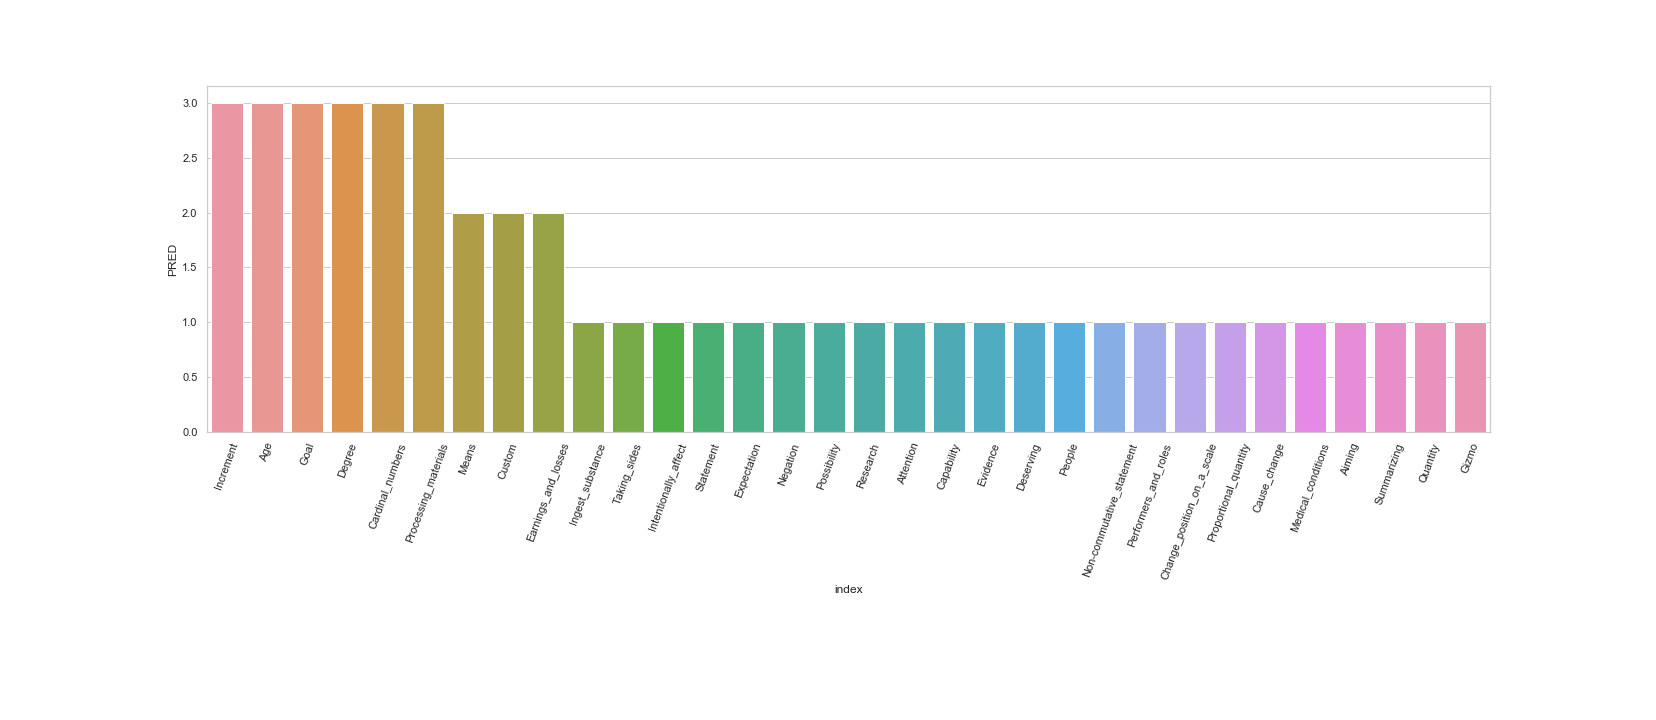 3.0
2.5
2.0
1.5
1.0
0.5
0.0
PRED
Increment
Age
Goal
Degree
Cardinal_numbers
Processing_materials
Means
Custom
Earnings_and_losses
Ingest_substance
Taking_sides
Intentionally_affect
Statement
Expectation
Negation
Possibility
Research
Attention
Capability
Evidence
Deserving
People
Non-commutative_statement
Performers_and_roles
Change_position_on_a_scale
Proportional_quantity
Cause_change
Medical_conditions
Aiming
Summarizing
Quantity
Gizmo
index